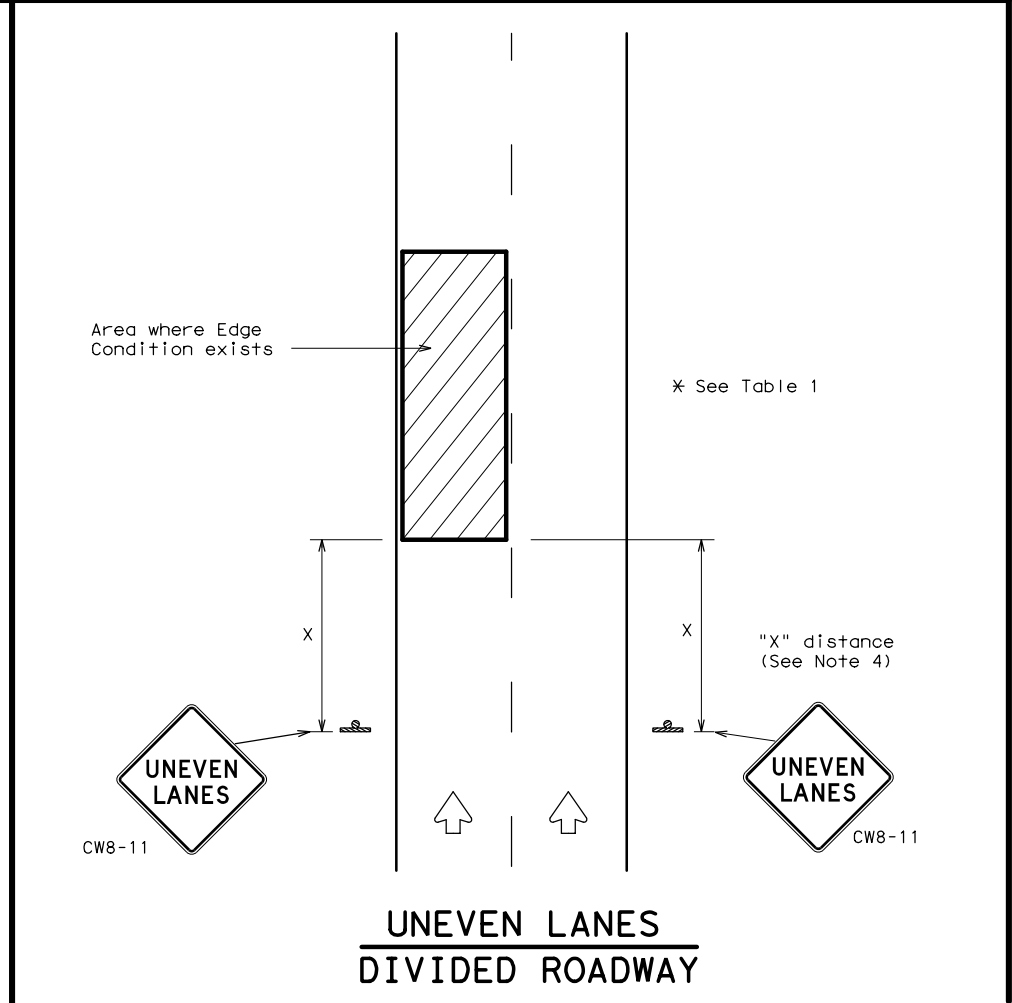 Area where Edge
Condition exists
* See Table 1
X
X
"X" distance
(See Note 4)
UNEVEN
LANES
CW8-11
UNEVEN
LANES
CW8-11
UNEVEN LANES
DIVIDED ROADWAY